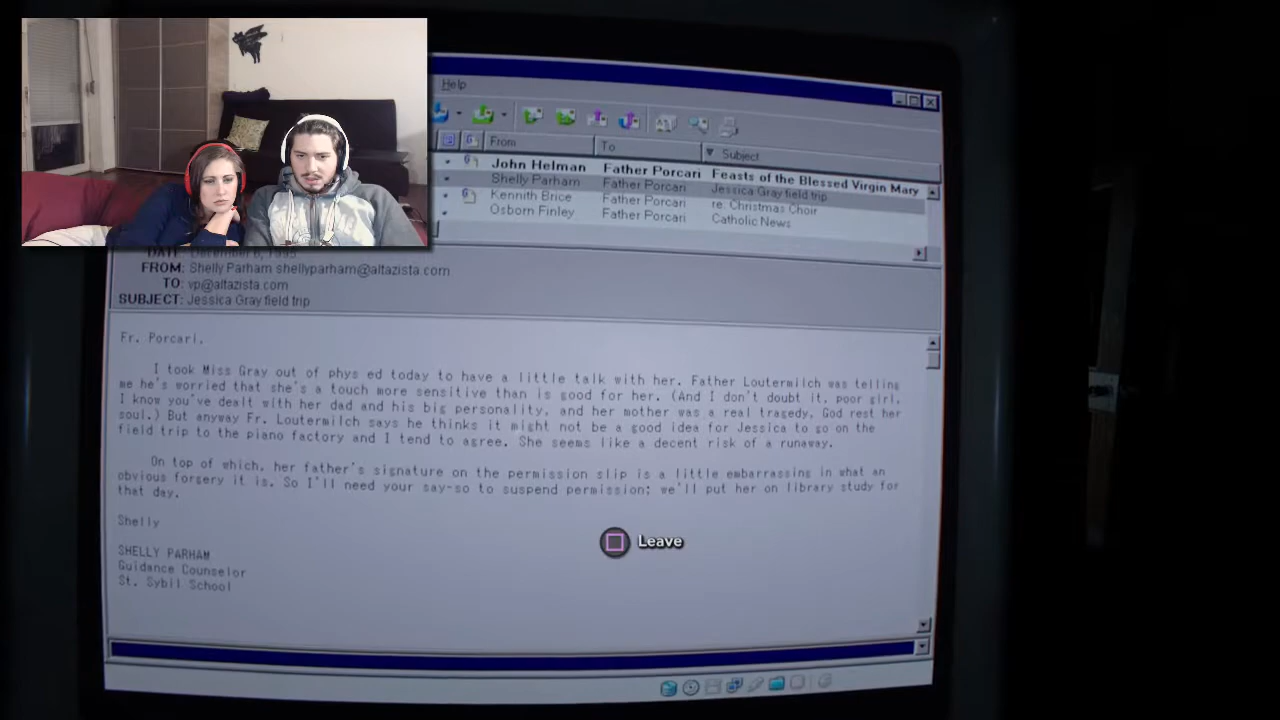 Help
From To Subject
John Helman Father Porcari Feasts of the Blessed Virgin Mary
Shelly Parham Father Porcari Jessica Gray field trip
Kennith Brice Father Porcari re: Christmas Choir
Osborn Finley Father Porcari Catholic News
DATE: December 6, 1995
FROM: Shelly Parham shellyparham@altazista.com
TO: vp@altazista.com
SUBJECT: Jessica Gray field trip
Fr. Porcari.
I took Miss Gray out of phys ed today to have a little talk with her. Father Loutermilch was telling
me he's worried that she's a touch more sensitive than is good for her. (And I don't doubt it, poor girl.
I know you've dealt with her dad and his big personality, and her mother was a real tragedy, God rest her
soul.) But anyway Fr. Loutermilch says he thinks it might not be a good idea for Jessica to go on the
field trip to the piano factory and I tend to agree. She seems like a decent risk of a runaway.
On top of which, her father's signature on the permission slip is a little embarrassing in what an
obvious forgery it is. So I'll need your say-so to suspend permission; we'll put her on library study for
that day.
Shelly
SHELLY PARHAM
Guidance Counselor
St. Sybil School
Leave